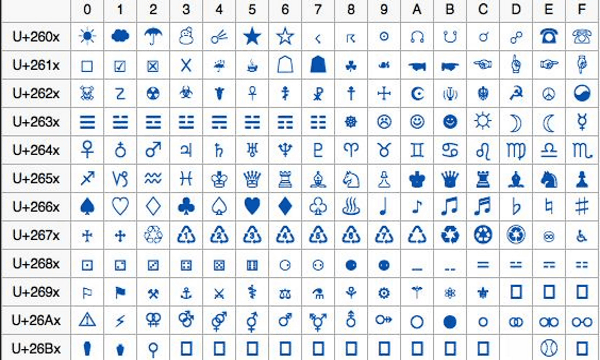 0 1 2 3 4 5 6 7 8 9 A B C D E F
U+260x ☀ ☁ ☂ ☃ ☄ ★ ☆ ☇ ☈ ☉ ☊ ☋ ☌ ☍ ☎ ☏
U+261x ☐ ☑ ☒ ☓ ☔ ☕ ☖ ☗ ☘ ☙ ☚ ☛ ☜ ☝ ☞ ☟
U+262x ☠ ☡ ☢ ☣ ☤ ☥ ☦ ☧ ☨ ☩ ☪ ☫ ☬ ☭ ☮ ☯
U+263x ☰ ☱ ☲ ☳ ☴ ☵ ☶ ☷ ☸ ☹ ☺ ☻ ☼ ☽ ☾ ☿
U+264x ♀ ♁ ♂ ♃ ♄ ♅ ♆ ♇ ♈ ♉ ♊ ♋ ♌ ♍ ♎ ♏
U+265x ♐ ♑ ♒ ♓ ♔ ♕ ♖ ♗ ♘ ♙ ♚ ♛ ♜ ♝ ♞ ♟
U+266x ♠ ♡ ♢ ♣ ♤ ♥ ♦ ♧ ♨ ♩ ♪ ♫ ♬ ♭ ♮ ♯
U+267x ♰ ♱ ♲ ♳ ♴ ♵ ♶ ♷ ♸ ♹ ♺ ♻ ♼ ♽ ♾ ♿
U+268x ⚀ ⚁ ⚂ ⚃ ⚄ ⚅ ⚆ ⚇ ⚈ ⚉ ⚊ ⚋ ⚌ ⚍ ⚎ ⚏
U+269x ⚐ ⚑ ⚒ ⚓ ⚔ ⚕ ⚖ ⚗ ⚘ ⚙ ⚚ ⚛ ⚜
U+26Ax ⚠ ⚡ ⚢ ⚣ ⚤ ⚥ ⚦ ⚧ ⚨ ⚩ ⚪ ⚫ ⚬ ⚭ ⚮ ⚯
U+26Bx ⚰ ⚱ ⚲ ⚾